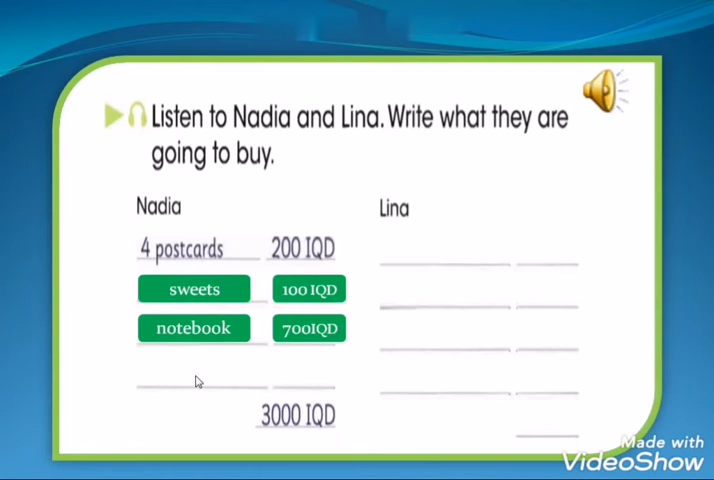 Listen to Nadia and Lina. Write what they are
going to buy.
Nadia
4 postcards 200 IQD
sweets 100 IQD
notebook 700IQD
3000 IQD
Lina
Made with
VideoShow